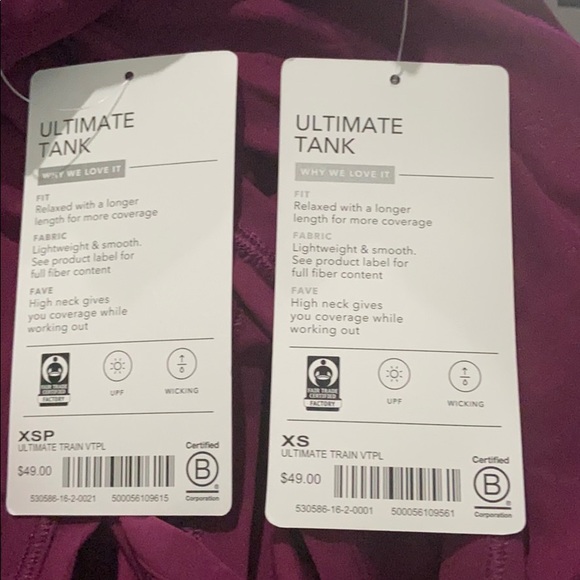 ULTIMATE
TANK
WHY WE LOVE IT
FIT
Relaxed with a longer
length for more coverage
FABRIC
Lightweight & smooth.
See product label for
full fiber content
FAVE
High neck gives
you coverage while
working out
FAIR TRADE
CERTIFIED
FACTORY
UPF
WICKING
XSP
ULTIMATE TRAIN VTPL
$49.00
530586-16-2-0021 500056109615
Certified
B
®
Corporation
ULTIMATE
TANK
WHY WE LOVE IT
FIT
Relaxed with a longer
length for more coverage
FABRIC
Lightweight & smooth.
See product label for
full fiber content
FAVE
High neck gives
you coverage while
working out
FAIR TRADE
CERTIFIED
FACTORY
UPF
WICKING
XS
ULTIMATE TRAIN VTPL
$49.00
530586-16-2-0001 500056109561
Certified
B
®
Corporation